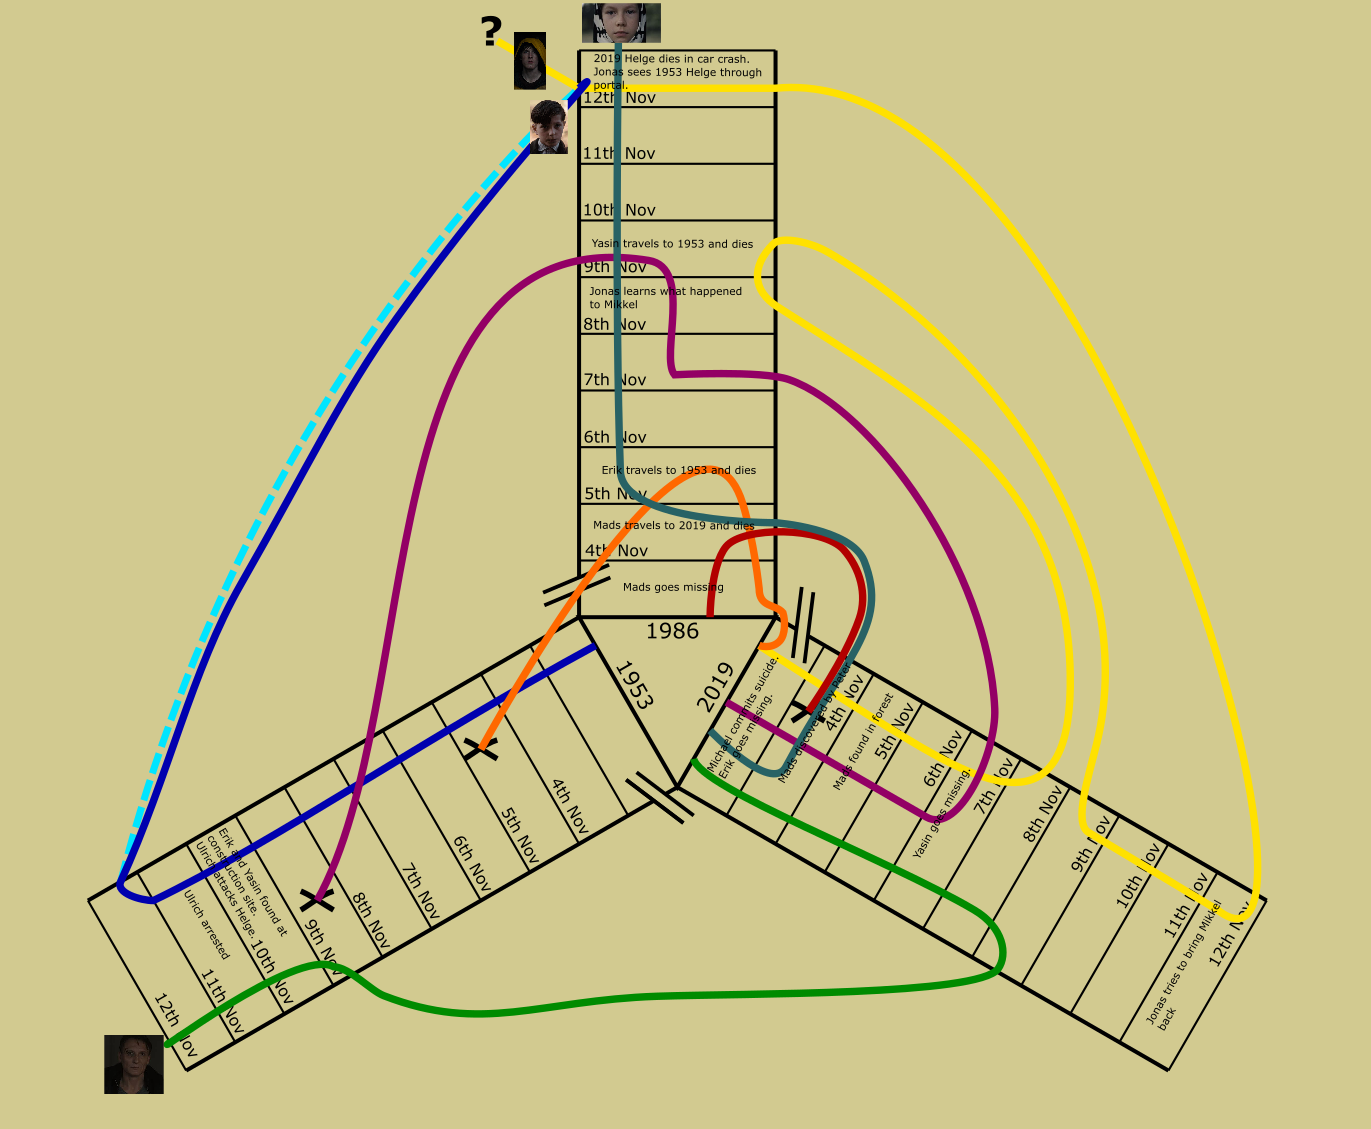 ?
2019 Helge dies in car crash.
Jonas sees 1953 Helge through
portal.
12th Nov
11th Nov
10th Nov
Yasin travels to 1953 and dies
9th Nov
Jonas learns what happened
to Mikkel
8th Nov
7th Nov
6th Nov
Erik travels to 1953 and dies
5th Nov
Mads travels to 2019 and dies
4th Nov
Mads goes missing
1986
1953
2019
4th Nov
5th Nov
6th Nov
7th Nov
8th Nov
9th Nov
Erik and Yasin found at
construction site.
Ulrich attacks Helge.
10th Nov
Ulrich arrested
11th Nov
12th Nov
Michael commits suicide.
Erik goes missing.
Mads discovered by Peter
4th Nov
Mads found in forest
5th Nov
6th Nov
Yasin goes missing.
7th Nov
8th Nov
9th Nov
10th Nov
11th Nov
Jonas tries to bring Mikkel
back
12th Nov